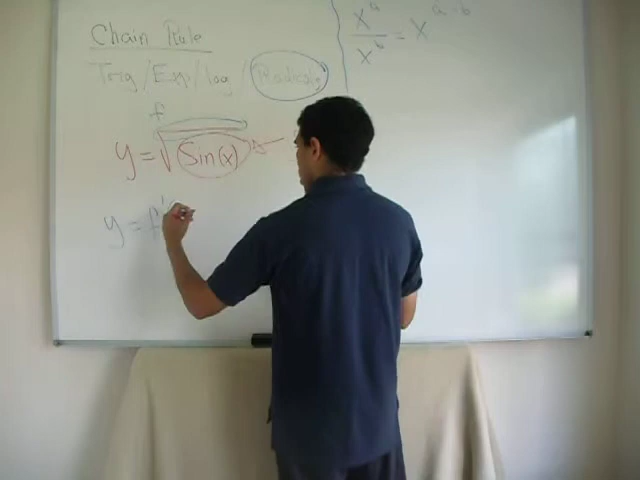 Chain Rule
Trig / Exp / log / Radicals
f
y = √Sin(x)
y = f'
x^a / x^b = x^a-b